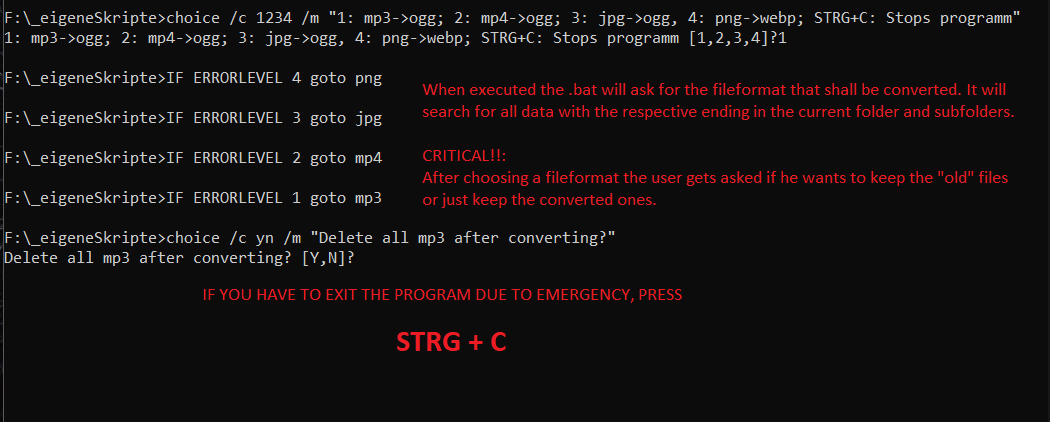 F:\_eigeneSkripte>choice /c 1234 /m "1: mp3->ogg; 2: mp4->ogg; 3: jpg->ogg, 4: png->webp; STRG+C: Stops programm"
1: mp3->ogg; 2: mp4->ogg; 3: jpg->ogg, 4: png->webp; STRG+C: Stops programm [1,2,3,4]?1
F:\_eigeneSkripte>IF ERRORLEVEL 4 goto png
When executed the .bat will ask for the fileformat that shall be converted. It will
search for all data with the respective ending in the current folder and subfolders.
F:\_eigeneSkripte>IF ERRORLEVEL 3 goto jpg
F:\_eigeneSkripte>IF ERRORLEVEL 2 goto mp4
CRITICAL!!:
After choosing a fileformat the user gets asked if he wants to keep the "old" files
or just keep the converted ones.
F:\_eigeneSkripte>IF ERRORLEVEL 1 goto mp3
F:\_eigeneSkripte>choice /c yn /m "Delete all mp3 after converting?"
Delete all mp3 after converting? [Y,N]?
IF YOU HAVE TO EXIT THE PROGRAM DUE TO EMERGENCY, PRESS
STRG + C